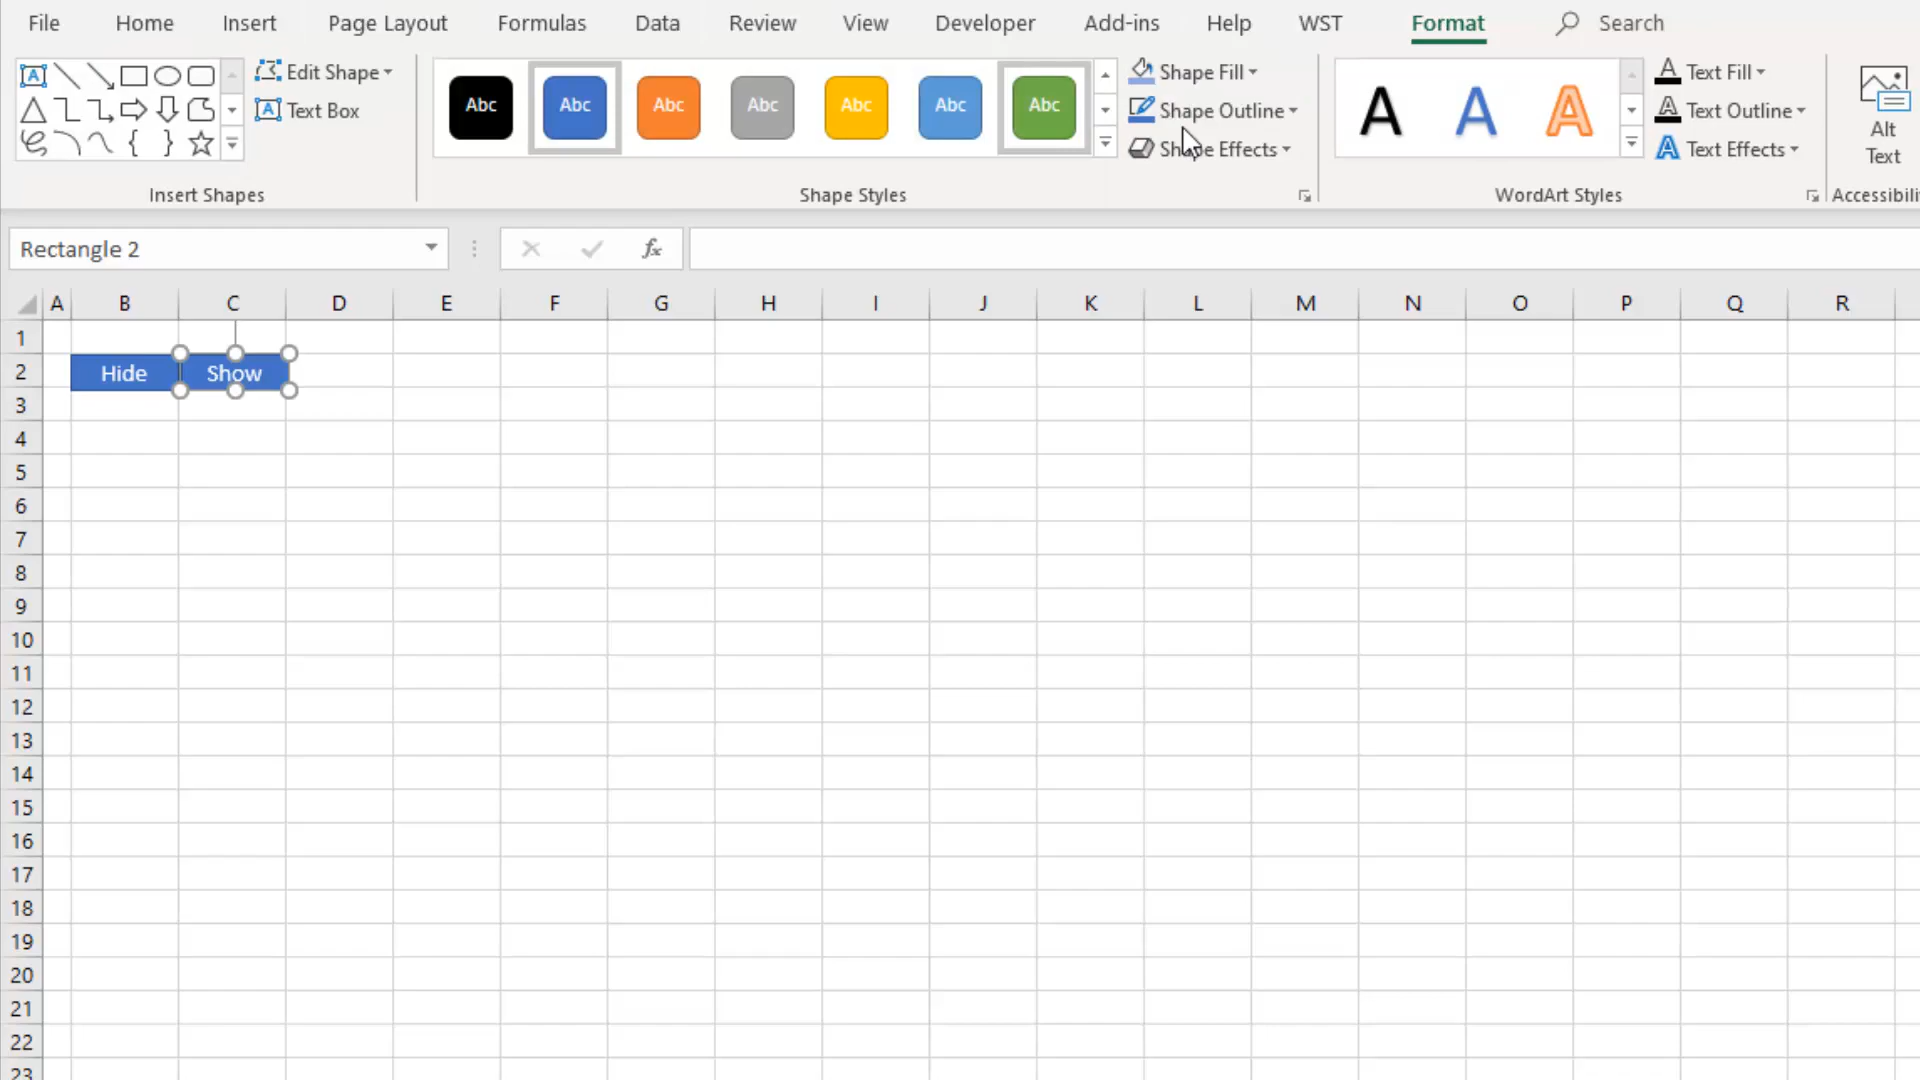 File Home Insert Page Layout Formulas Data Review View Developer Add-ins Help WST Format Search
A Edit Shape Abc Abc Abc Abc Abc Abc Abc Shape Fill A A A A Text Fill
A Text Box Shape Outline A Text Outline Alt
Shape Effects A Text Effects Text
Insert Shapes Shape Styles WordArt Styles Accessibili
Rectangle 2 fx
A B C D E F G H I J K L M N O P Q R
1
2 Hide Show
3
4
5
6
7
8
9
10
11
12
13
14
15
16
17
18
19
20
21
22
23